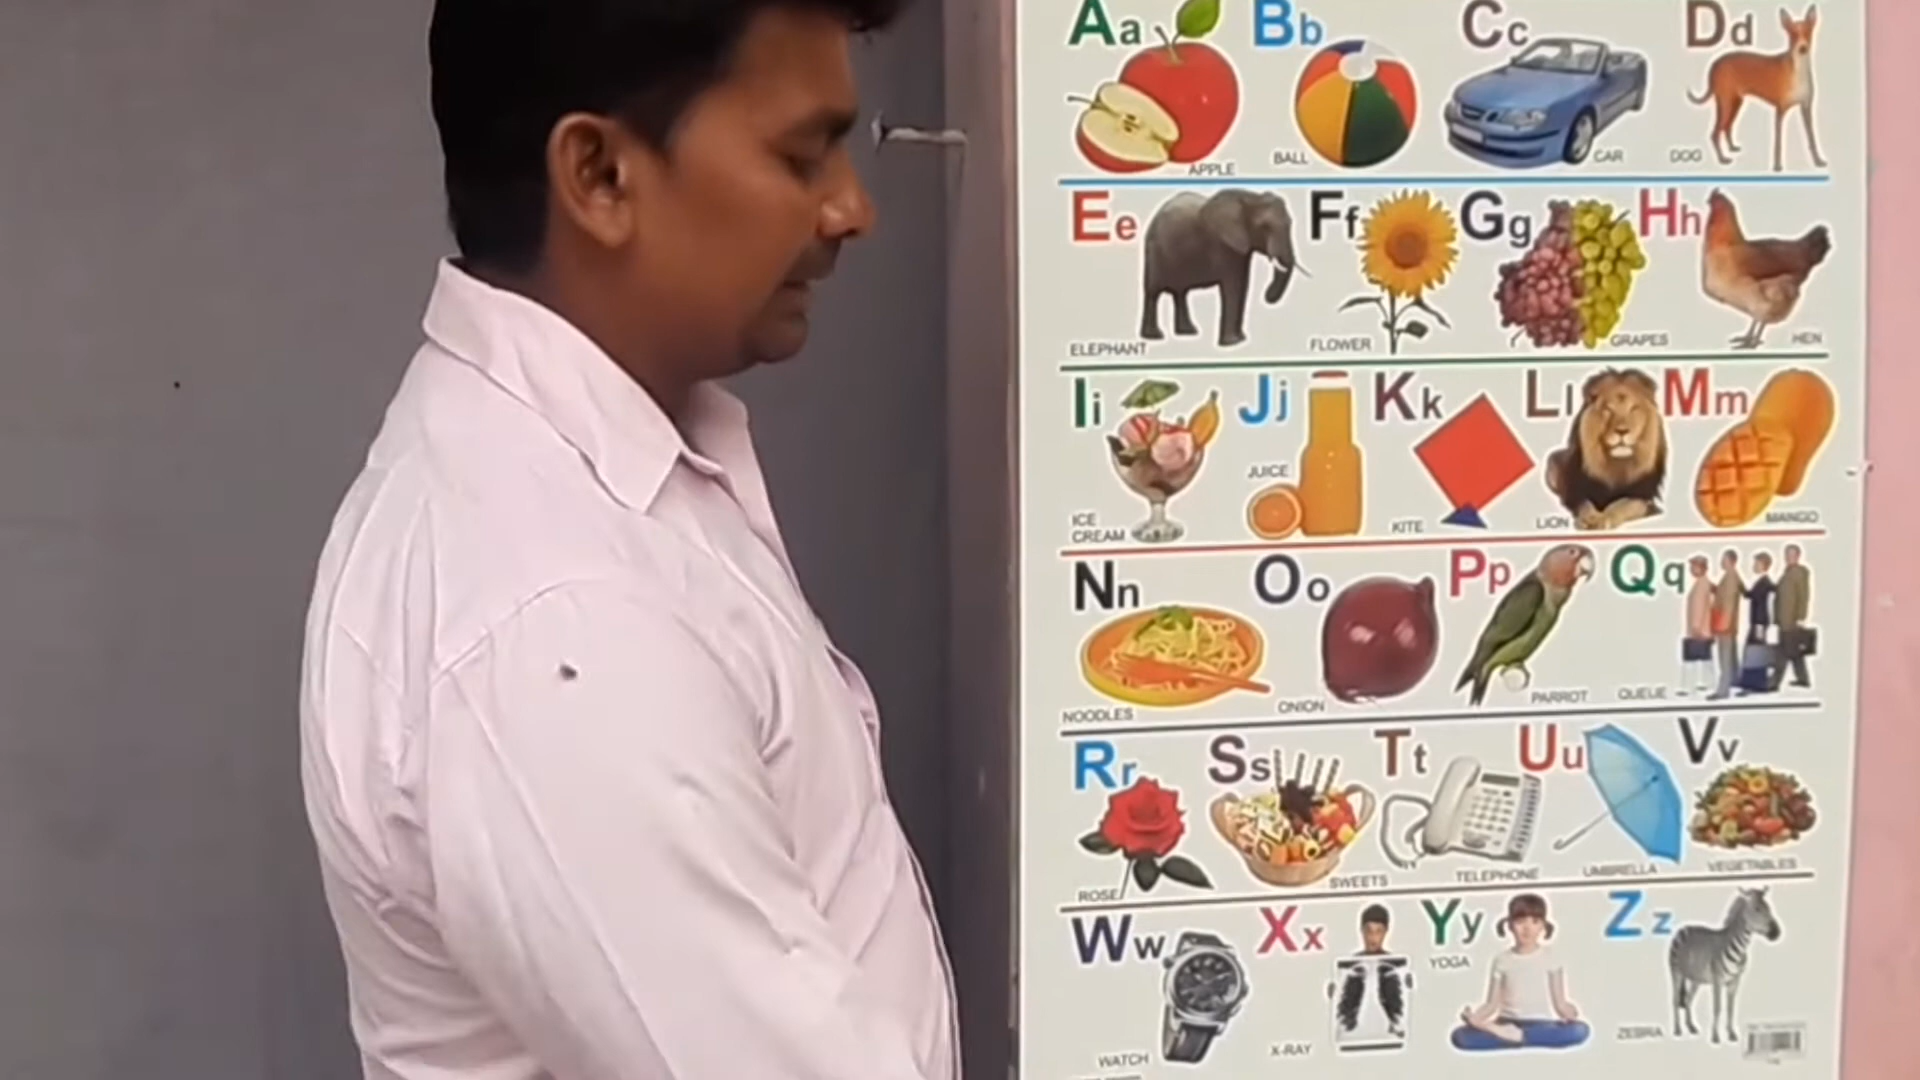 Aa Bb Cc Dd
APPLE BALL CAR DOG
Ee Ff Gg Hh
ELEPHANT FLOWER GRAPES HEN
Ii Jj Kk Ll Mm
ICE CREAM JUICE KITE LION MANGO
Nn Oo Pp Qq
NOODLES ONION PARROT QUEUE
Rr Ss Tt Uu Vv
ROSE SWEETS TELEPHONE UMBRELLA VEGETABLES
Ww Xx Yy Zz
WATCH X-RAY YOGA ZEBRA